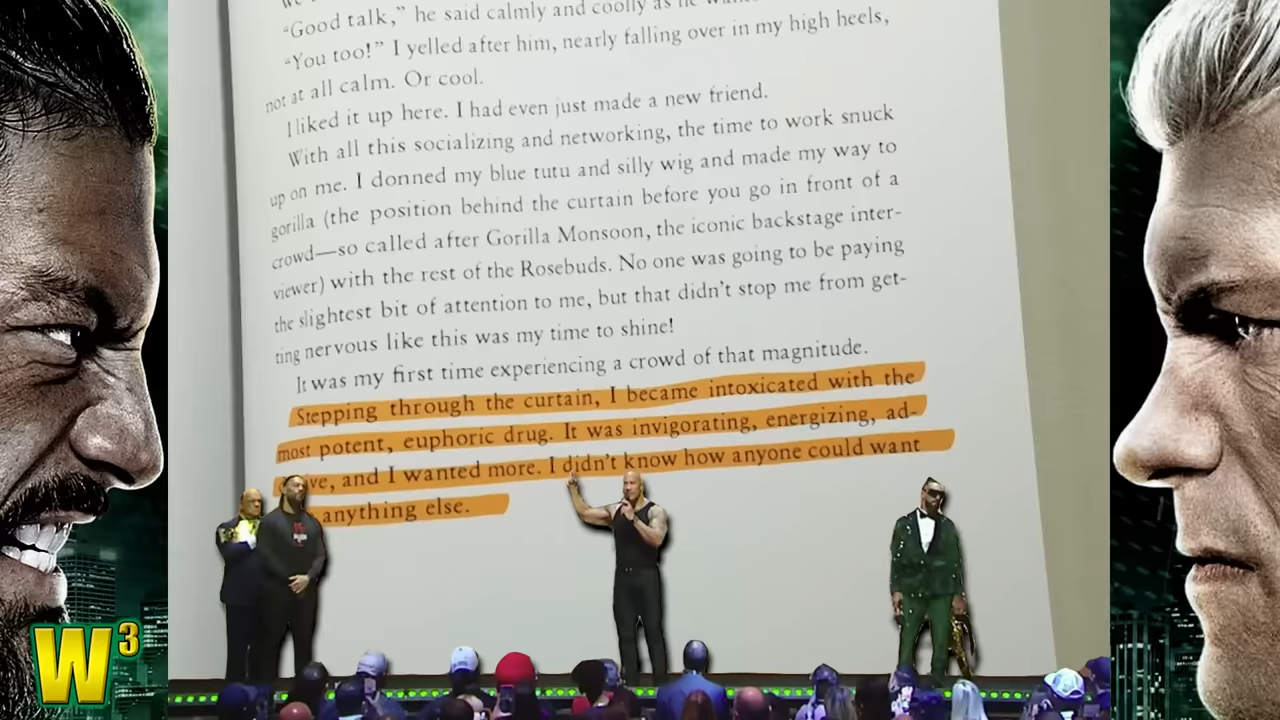 "Good talk," he said calmly and coolly as he
"You too!" I yelled after him, nearly falling over in my high heels,
not at all calm. Or cool.
I liked it up here. I had even just made a new friend.
With all this socializing and networking, the time to work snuck
up on me. I donned my blue tutu and silly wig and made my way to
gorilla (the position behind the curtain before you go in front of a
crowd—so called after Gorilla Monsoon, the iconic backstage inter-
viewer) with the rest of the Rosebuds. No one was going to be paying
the slightest bit of attention to me, but that didn't stop me from get-
ting nervous like this was my time to shine!
It was my first time experiencing a crowd of that magnitude.
Stepping through the curtain, I became intoxicated with the
most potent, euphoric drug. It was invigorating, energizing, ad-
ve, and I wanted more. I didn't know how anyone could want
anything else.
W3